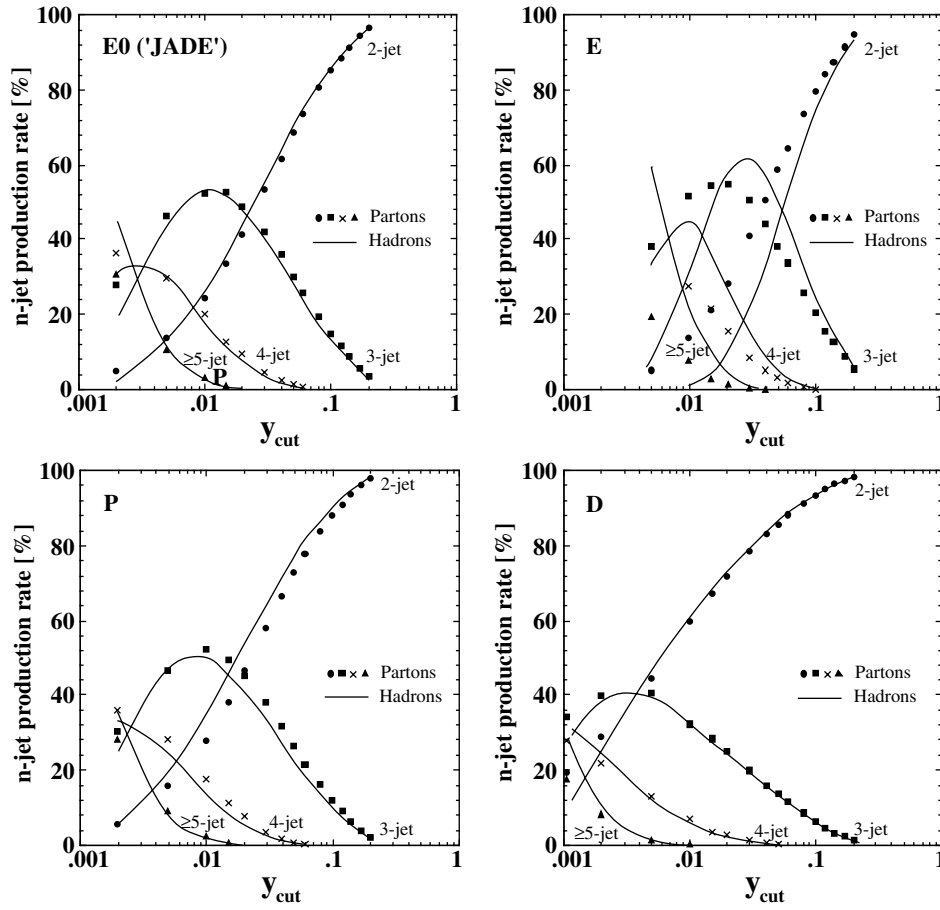 E0 ('JADE')
n-jet production rate [%]
100
80
60
40
20
0
2-jet
● ■ × ▲ Partons
Hadrons
≥5-jet
4-jet
3-jet
P
.001
.01
.1
1
y_cut
E
n-jet production rate [%]
100
80
60
40
20
0
2-jet
● ■ × ▲ Partons
Hadrons
≥5-jet
4-jet
3-jet
.001
.01
.1
1
y_cut
P
n-jet production rate [%]
100
80
60
40
20
0
2-jet
● ■ × ▲ Partons
Hadrons
≥5-jet
4-jet
3-jet
.001
.01
.1
1
y_cut
D
n-jet production rate [%]
100
80
60
40
20
0
2-jet
● ■ × ▲ Partons
Hadrons
≥5-jet
4-jet
3-jet
.001
.01
.1
1
y_cut